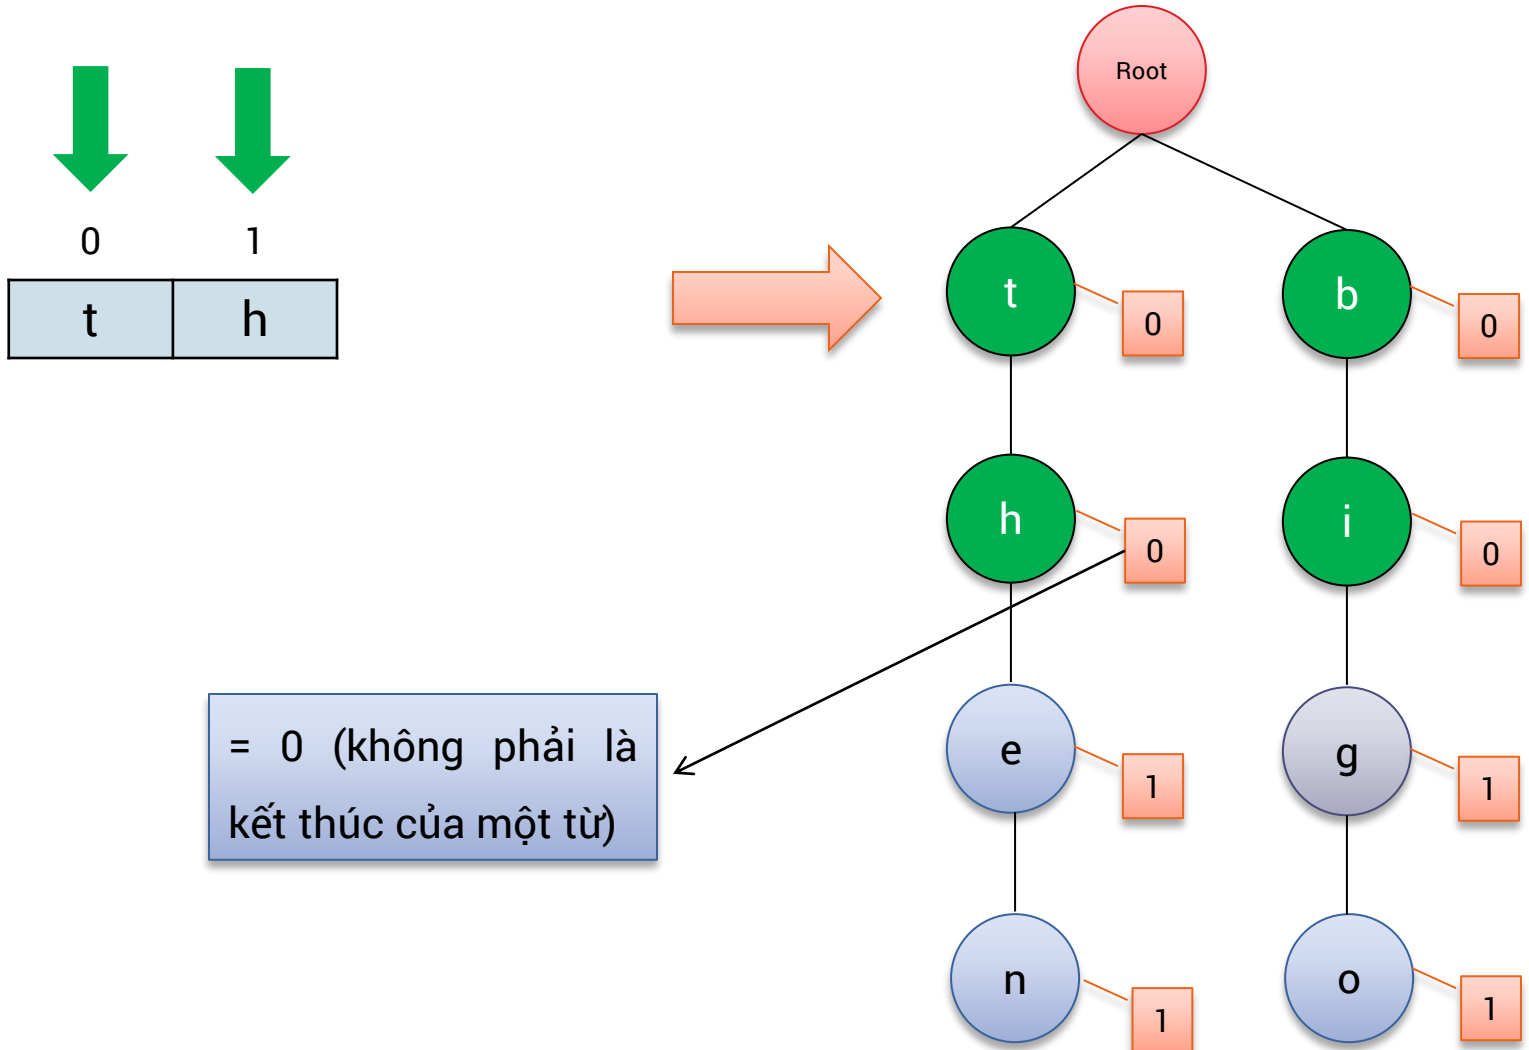 Root
0 1
t h
t
0
b
0
h
0
i
0
= 0 (không phải là
kết thúc của một từ)
e
1
g
1
n
1
o
1